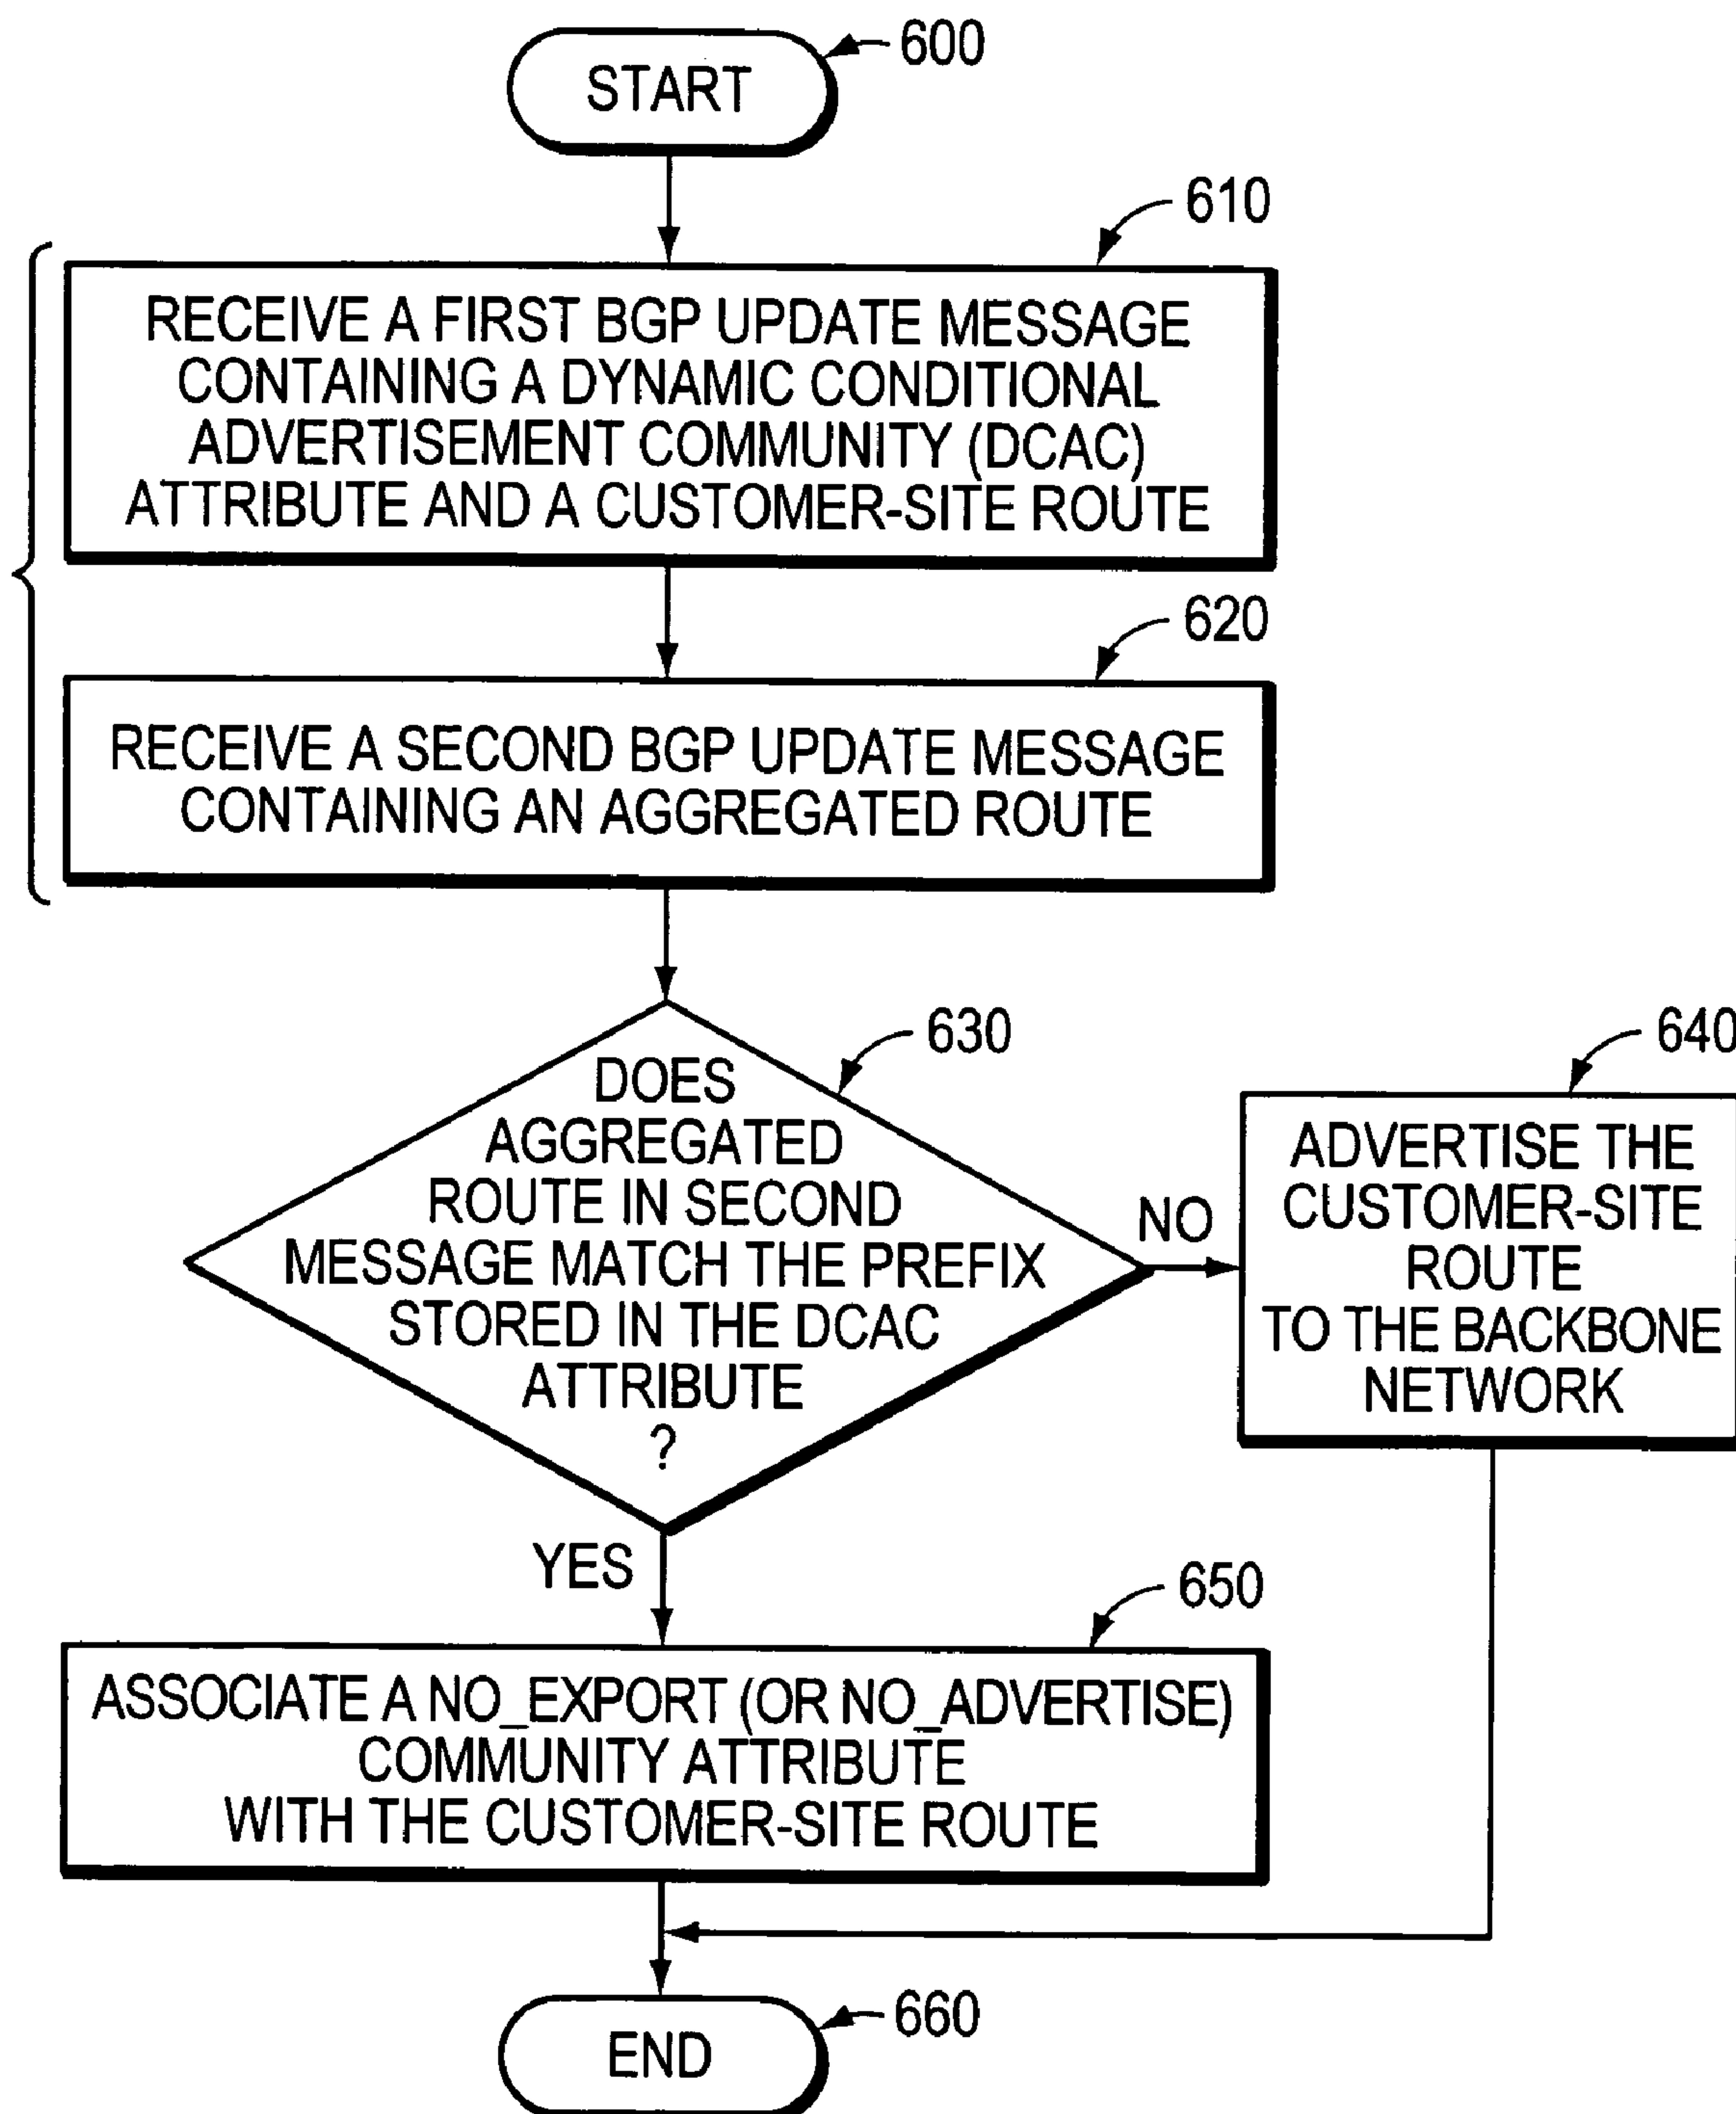 START
600
610
RECEIVE A FIRST BGP UPDATE MESSAGE
CONTAINING A DYNAMIC CONDITIONAL
ADVERTISEMENT COMMUNITY (DCAC)
ATTRIBUTE AND A CUSTOMER-SITE ROUTE
620
RECEIVE A SECOND BGP UPDATE MESSAGE
CONTAINING AN AGGREGATED ROUTE
630
DOES
AGGREGATED
ROUTE IN SECOND
MESSAGE MATCH THE PREFIX
STORED IN THE DCAC
ATTRIBUTE
?
NO
640
ADVERTISE THE
CUSTOMER-SITE
ROUTE
TO THE BACKBONE
NETWORK
YES
650
ASSOCIATE A NO_EXPORT (OR NO_ADVERTISE)
COMMUNITY ATTRIBUTE
WITH THE CUSTOMER-SITE ROUTE
END
660